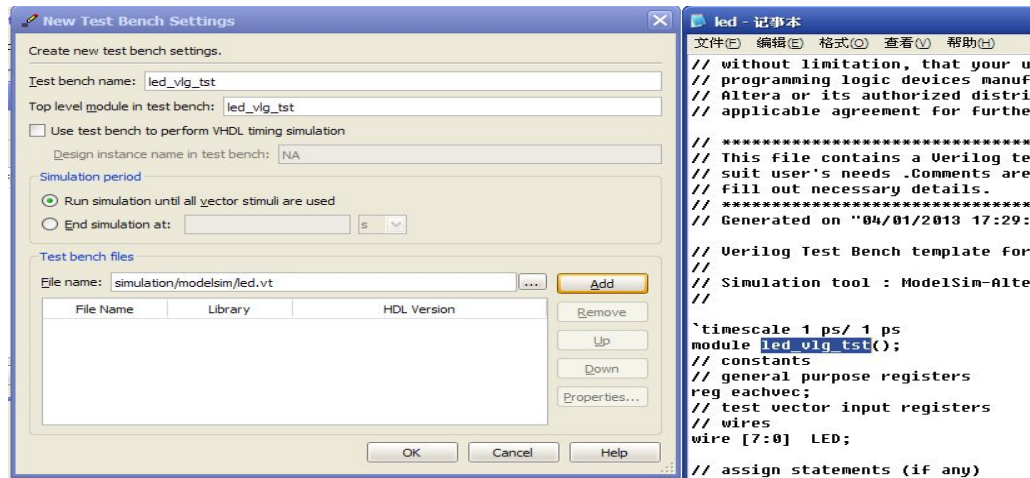 New Test Bench Settings
Create new test bench settings.
Test bench name: led_vlg_tst
Top level module in test bench: led_vlg_tst
Use test bench to perform VHDL timing simulation
Design instance name in test bench: NA
Simulation period
Run simulation until all vector stimuli are used
End simulation at: s
Test bench files
File name: simulation/modelsim/led.vt ... Add
File Name Library HDL Version
Remove
Up
Down
Properties...
OK Cancel Help
led - 记事本
文件(F) 编辑(E) 格式(O) 查看(V) 帮助(H)
// without limitation, that your u
// programming logic devices manuf
// Altera or its authorized distri
// applicable agreement for furthe
// *******************************
// This file contains a Verilog te
// suit user's needs .Comments are
// fill out necessary details.
// *******************************
// Generated on "04/01/2013 17:29:
// Verilog Test Bench template for
//
// Simulation tool : ModelSim-Alte
//
`timescale 1 ps/ 1 ps
module led_vlg_tst();
// constants
// general purpose registers
reg eachvec;
// test vector input registers
// wires
wire [7:0]  LED;
// assign statements (if any)